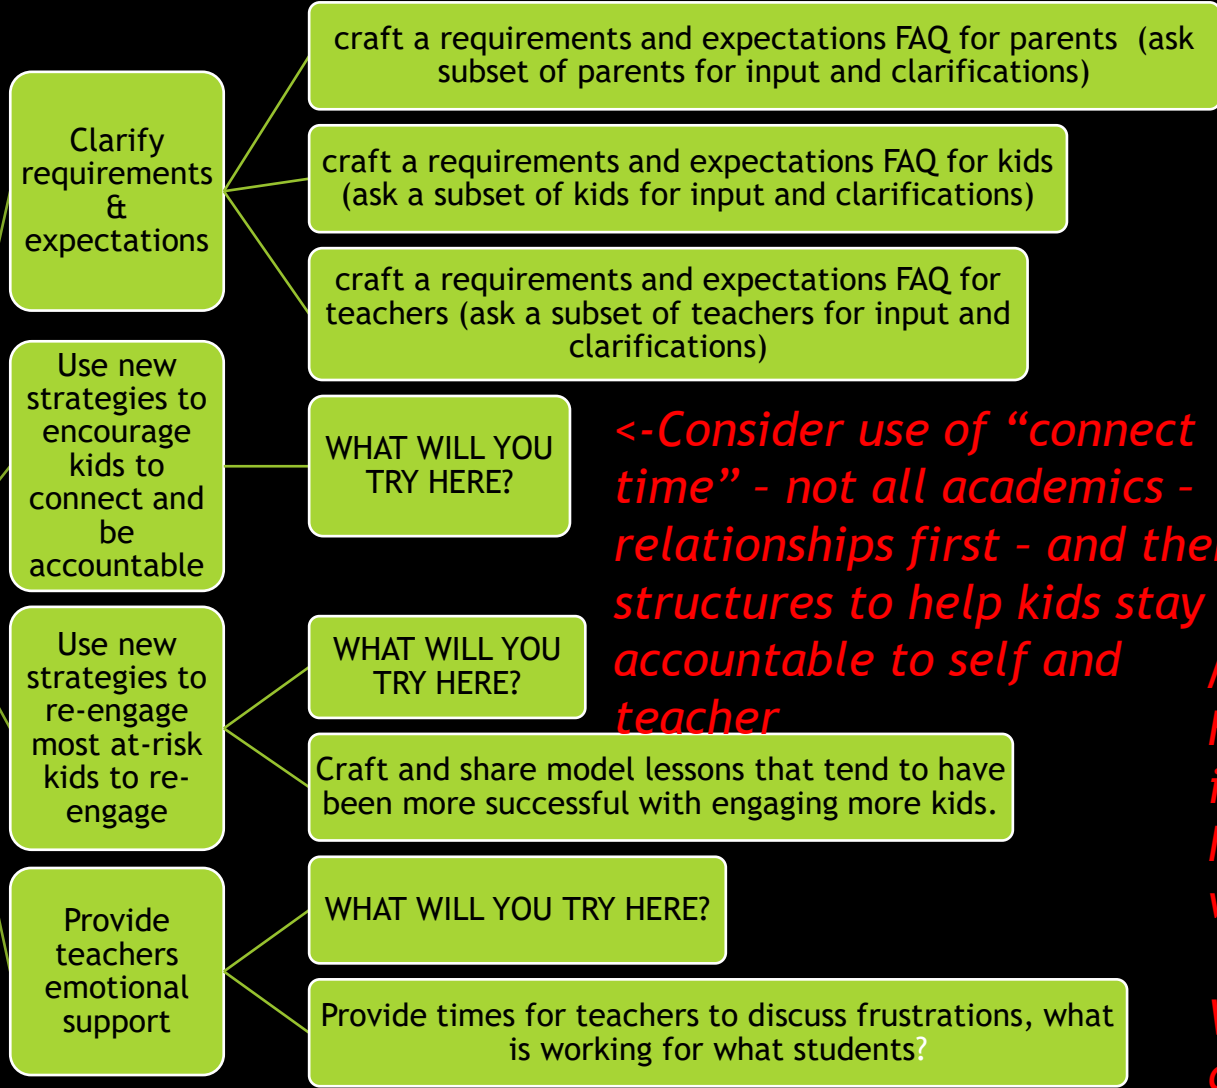 Clarify
requirements
&
expectations
craft a requirements and expectations FAQ for parents (ask
subset of parents for input and clarifications)
craft a requirements and expectations FAQ for kids
(ask a subset of kids for input and clarifications)
craft a requirements and expectations FAQ for
teachers (ask a subset of teachers for input and
clarifications)
Use new
strategies to
encourage
kids to
connect and
be
accountable
WHAT WILL YOU
TRY HERE?
<-Consider use of “connect
time” – not all academics –
relationships first – and
structures to help kids stay
accountable to self and
teacher
Use new
strategies to
re-engage
most at-risk
kids to re-
engage
WHAT WILL YOU
TRY HERE?
Craft and share model lessons that tend to have
been more successful with engaging more kids.
Provide
teachers
emotional
support
WHAT WILL YOU TRY HERE?
Provide times for teachers to discuss frustrations, what
is working for what students?